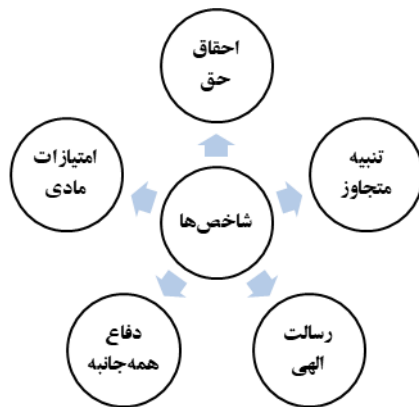 احقاق
حق
تنبیه
متجاوز
امتیازات
مادی
شاخص‌ها
رسالت
الهی
دفاع
همه‌جانبه